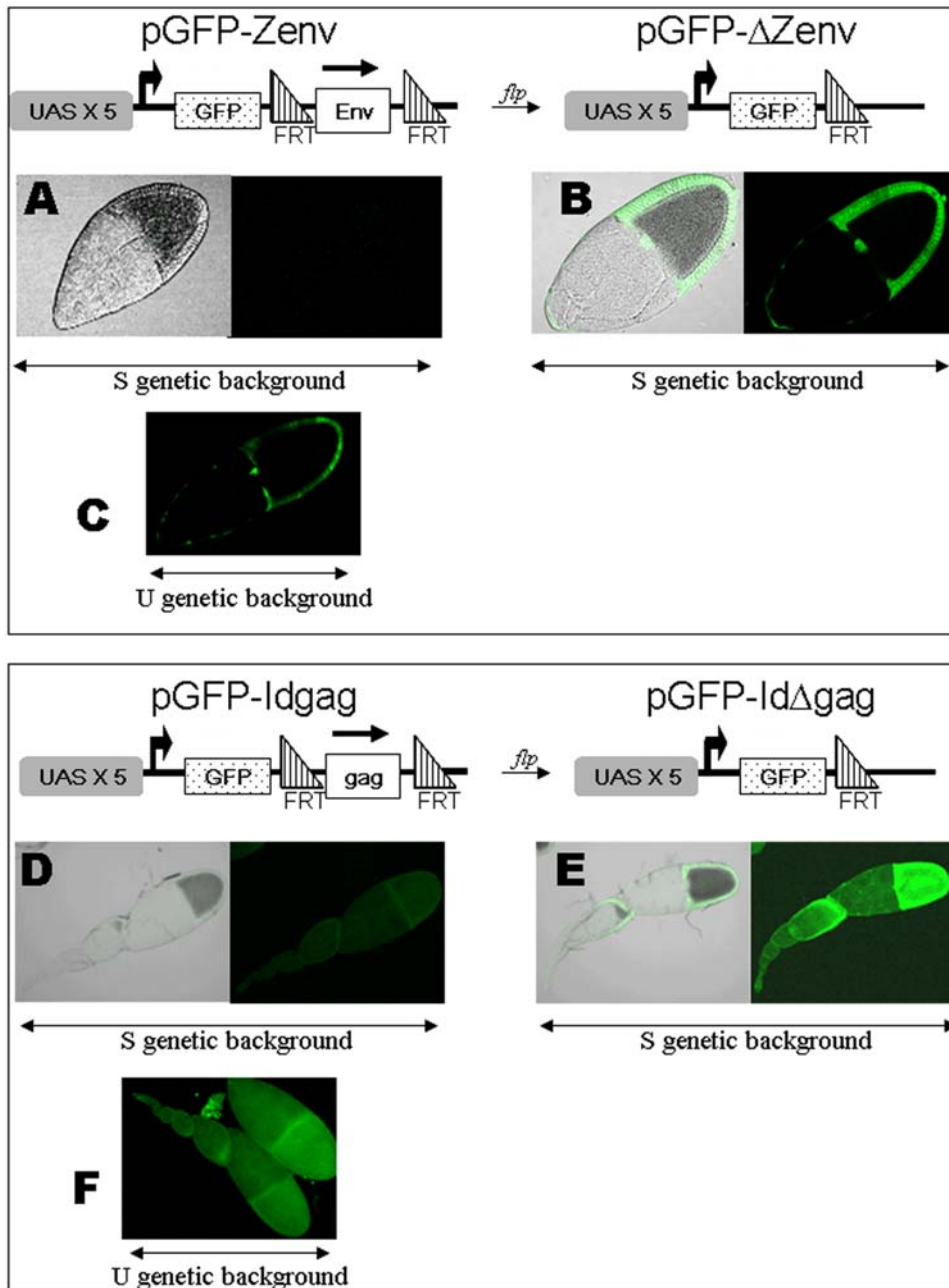 pGFP-Zenv
pGFP-ΔZenv
UAS X 5 GFP FRT Env FRT
flp
UAS X 5 GFP FRT
A
B
S genetic background
S genetic background
C
U genetic background
pGFP-Idgag
pGFP-IdΔgag
UAS X 5 GFP FRT gag FRT
flp
UAS X 5 GFP FRT
D
E
S genetic background
S genetic background
F
U genetic background